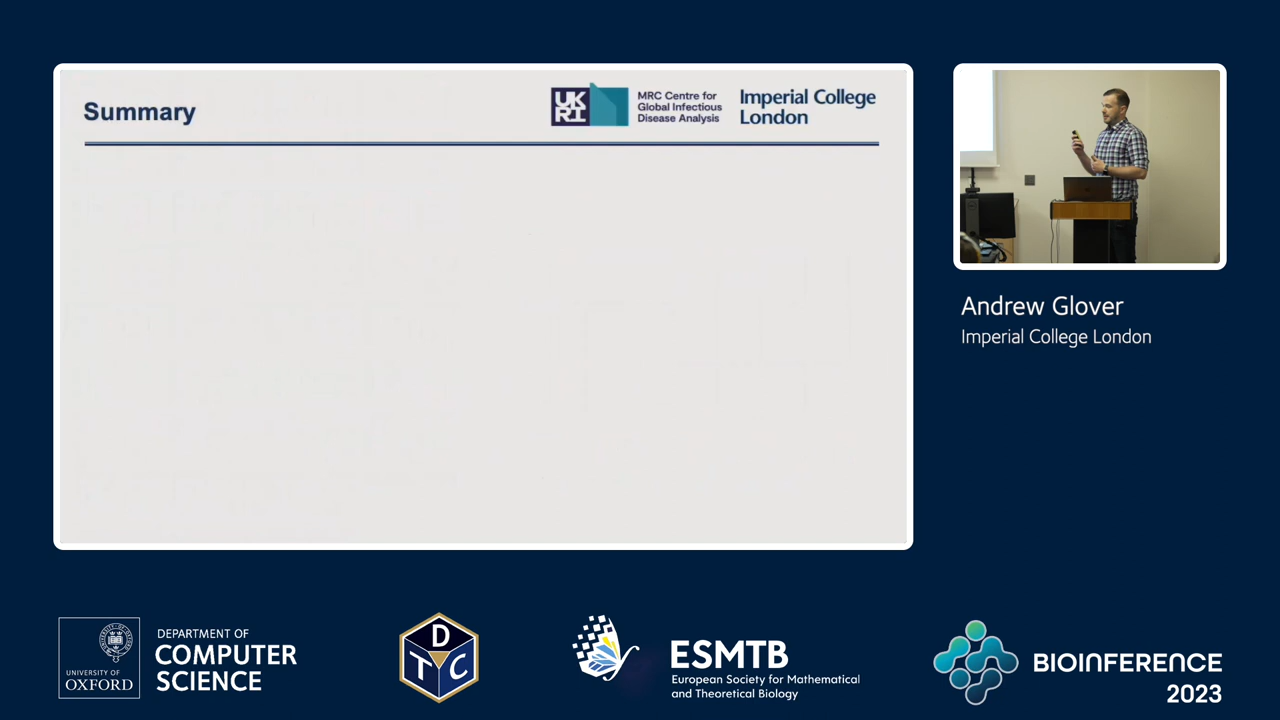 Summary
UK
RI
MRC Centre for
Global Infectious
Disease Analysis
Imperial College
London
Andrew Glover
Imperial College London
UNIVERSITY OF
OXFORD
DEPARTMENT OF
COMPUTER
SCIENCE
D
T C
ESMTB
European Society for Mathematical
and Theoretical Biology
BIOINFERENCE
2023